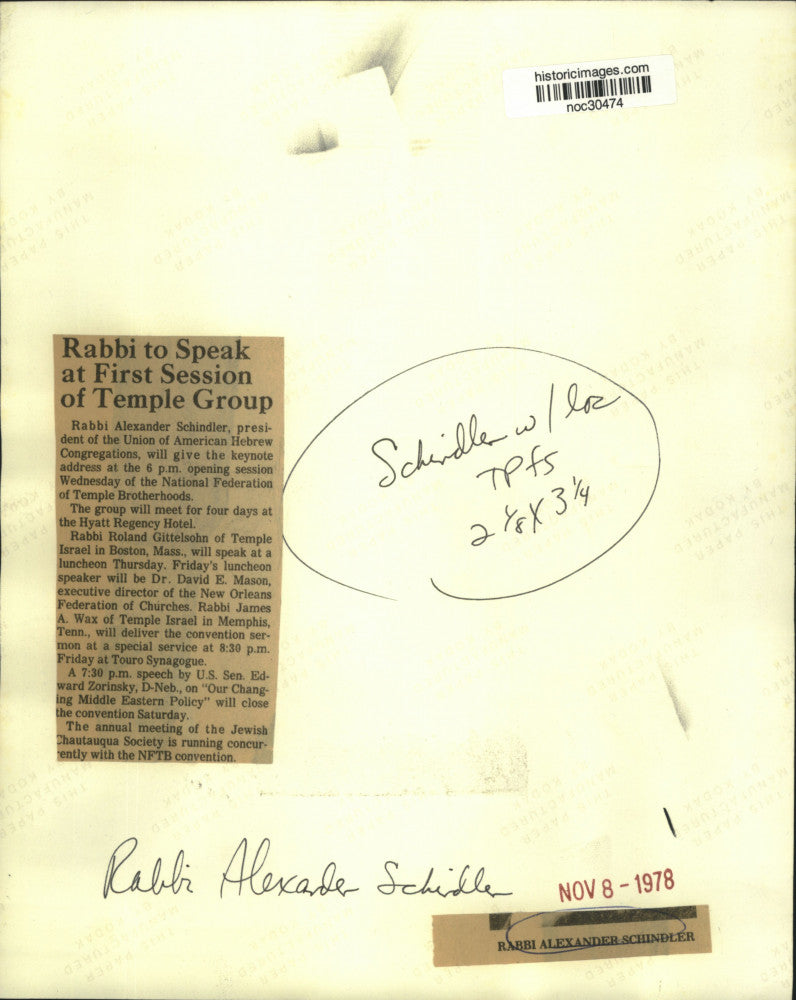 historicimages.com
noc30474
Rabbi to Speak
at First Session
of Temple Group
Rabbi Alexander Schindler, presi-
dent of the Union of American Hebrew
Congregations, will give the keynote
address at the 6 p.m. opening session
Wednesday of the National Federation
of Temple Brotherhoods.
The group will meet for four days at
the Hyatt Regency Hotel.
Rabbi Roland Gittelsohn of Temple
Israel in Boston, Mass., will speak at a
luncheon Thursday. Friday's luncheon
speaker will be Dr. David E. Mason,
executive director of the New Orleans
Federation of Churches. Rabbi James
A. Wax of Temple Israel in Memphis,
Tenn., will deliver the convention ser-
mon at a special service at 8:30 p.m.
Friday at Touro Synagogue.
A 7:30 p.m. speech by U.S. Sen. Ed-
ward Zorinsky, D-Neb., on "Our Chang-
ing Middle Eastern Policy" will close
the convention Saturday.
The annual meeting of the Jewish
Chautauqua Society is running concur-
rently with the NFTB convention.
Schindler w/
TPfs
2 1/8 X 3 1/4
Rabbi Alexander Schindler
NOV 8 - 1978
RABBI ALEXANDER SCHINDLER
THIS PAPER
MANUFACTURED
BY KODAK